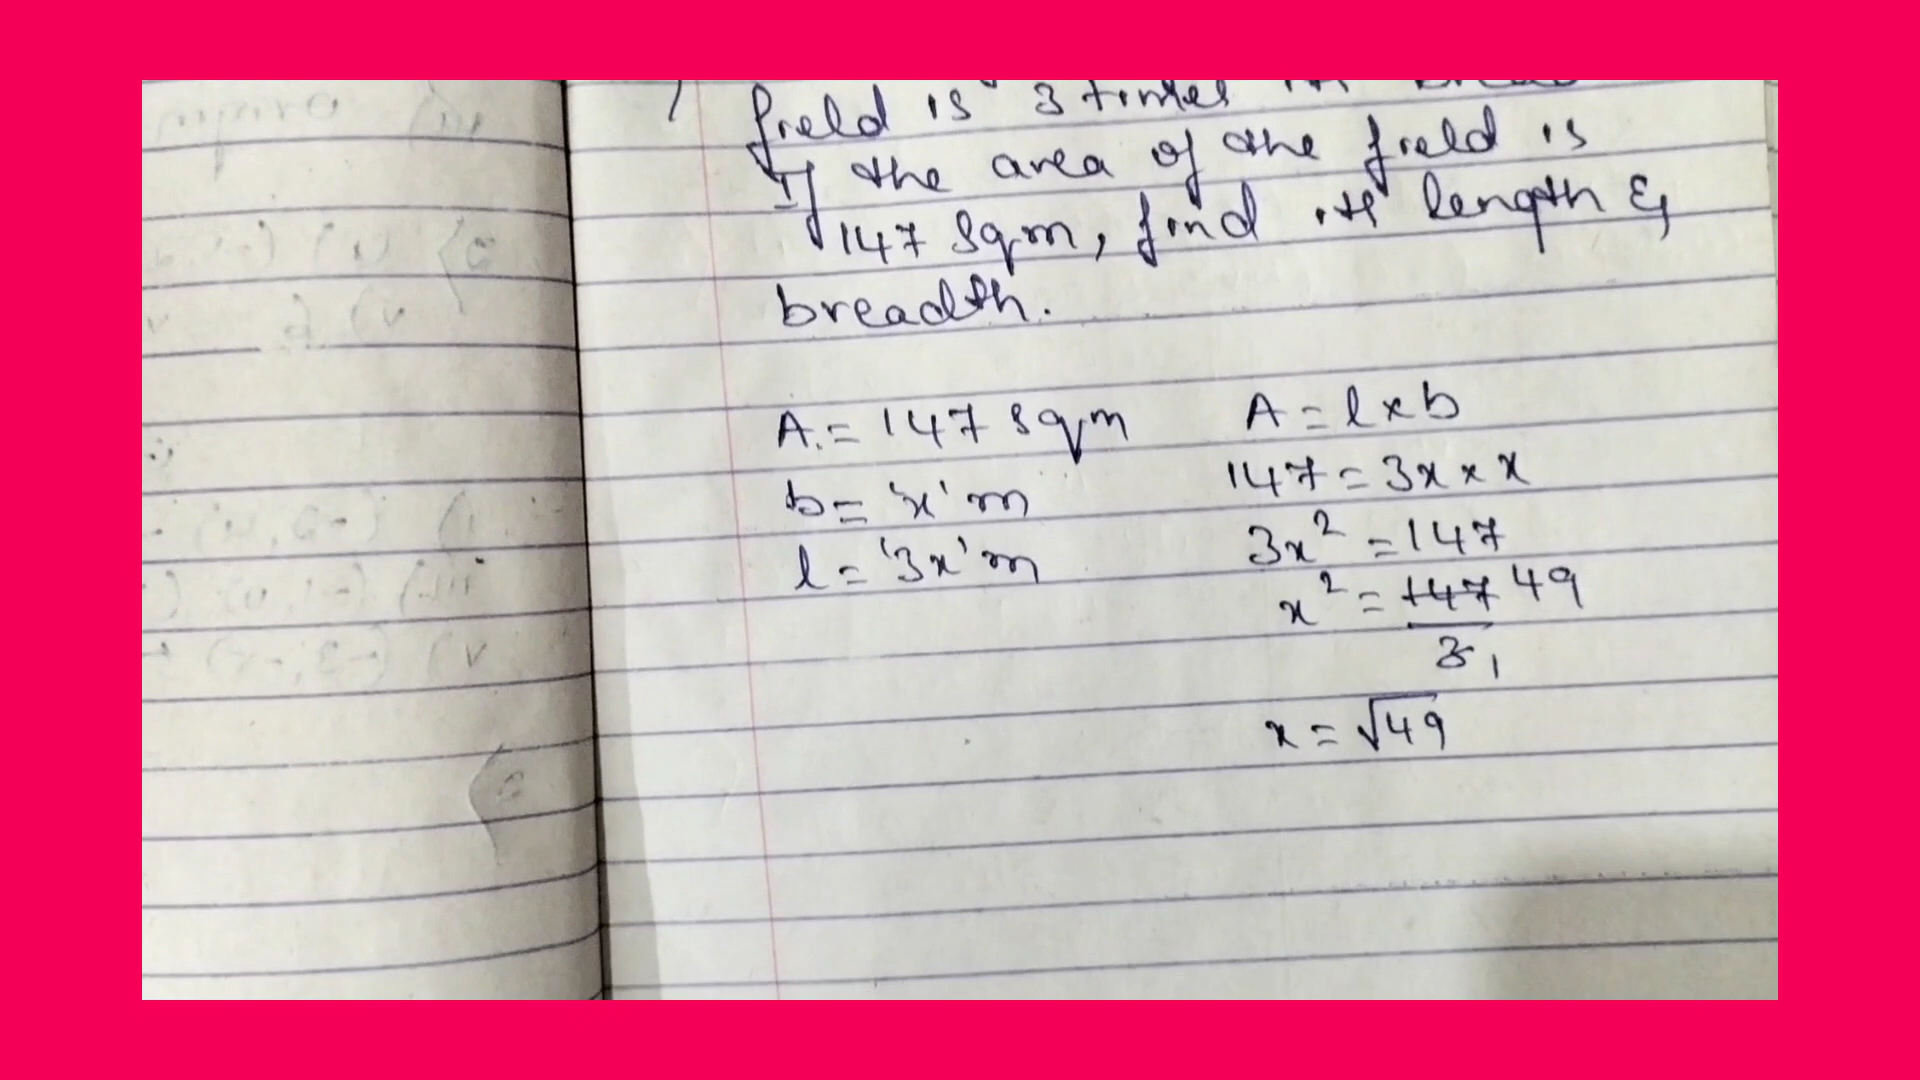 field is 3 times
If the area of the field is
147 sqm, find its length &
breadth.
A = 147 sqm
b = 'x' m
l = '3x' m
A = l x b
147 = 3x x x
3x² = 147
x² = 147 49
3 1
x = √49